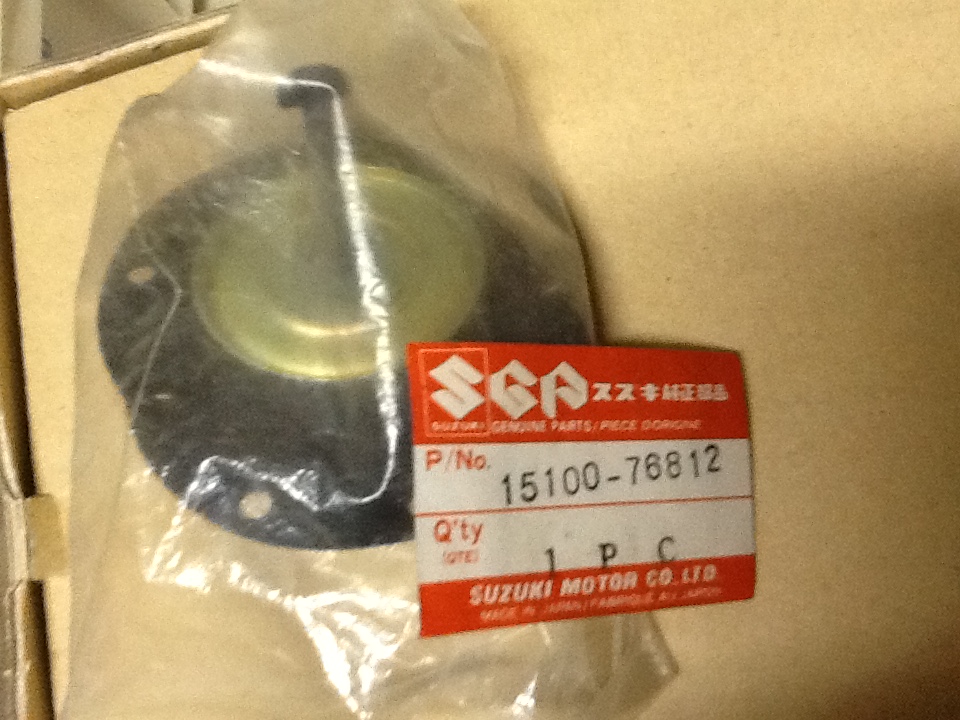 SGP スズキ純正部品
SUZUKI GENUINE PARTS / PIECE D'ORIGINE
P/No. 15100-76812
Q'ty 1 P C
(QTE)
SUZUKI MOTOR CO.,LTD.
MADE IN JAPAN / FABRIQUE AU JAPON